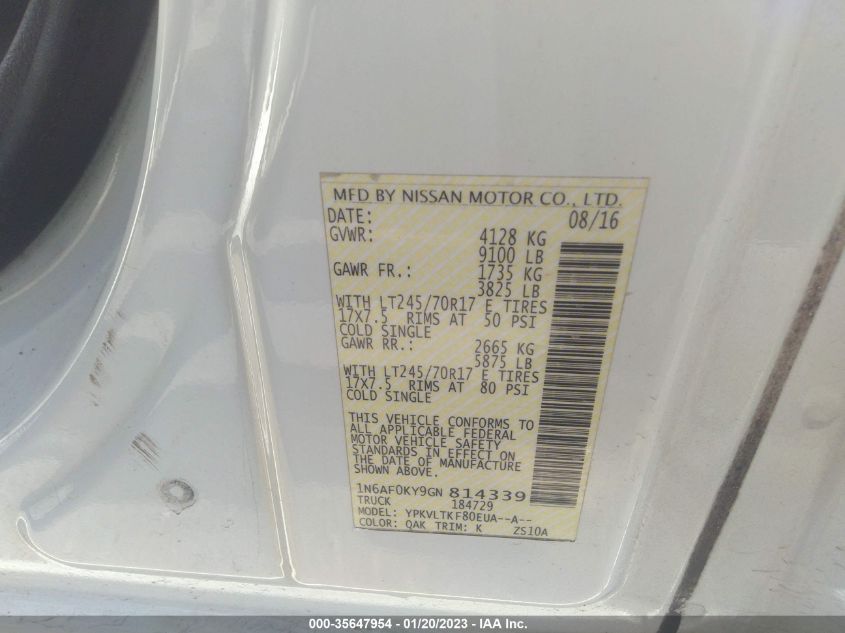 MFD BY NISSAN MOTOR CO., LTD.
DATE: 08/16
GVWR: 4128 KG
9100 LB
GAWR FR.: 1735 KG
3825 LB
WITH LT245/70R17 E TIRES
17X7.5 RIMS AT 50 PSI
COLD SINGLE
GAWR RR.: 2665 KG
5875 LB
WITH LT245/70R17 E TIRES
17X7.5 RIMS AT 80 PSI
COLD SINGLE
THIS VEHICLE CONFORMS TO
ALL APPLICABLE FEDERAL
MOTOR VEHICLE SAFETY
STANDARDS IN EFFECT ON
THE DATE OF MANUFACTURE
SHOWN ABOVE.
1N6AF0KY9GN 814339
TRUCK 184729
MODEL: YPKVLTKF80EUA--A--
COLOR: QAK TRIM: K ZS10A
000-35647954 - 01/20/2023 - IAA Inc.